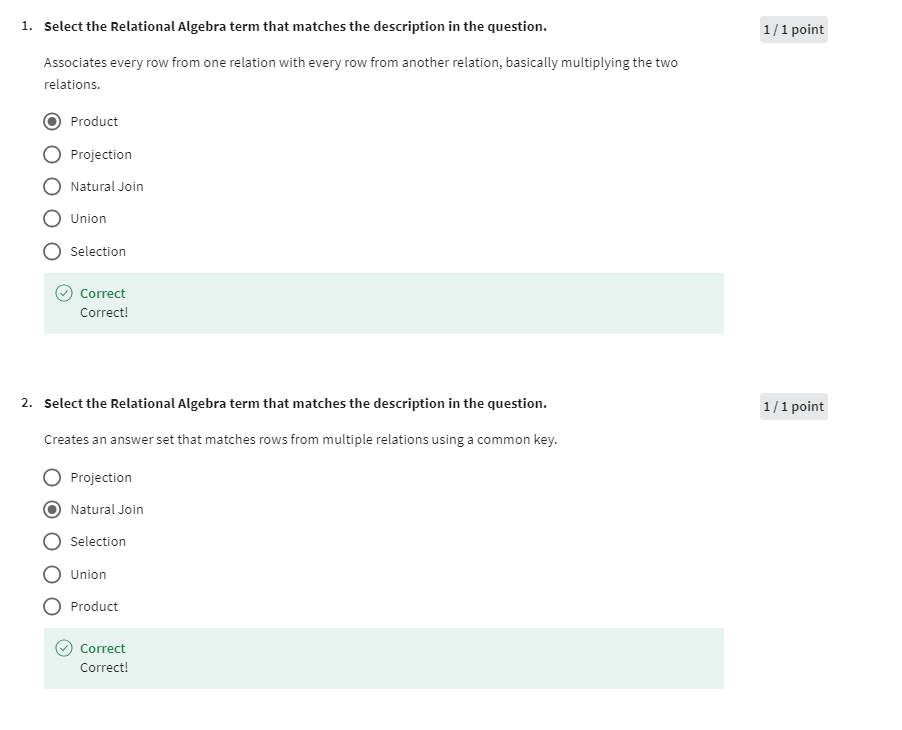 1. Select the Relational Algebra term that matches the description in the question.
1 / 1 point
Associates every row from one relation with every row from another relation, basically multiplying the two
relations.
Product
Projection
Natural Join
Union
Selection
Correct
Correct!
2. Select the Relational Algebra term that matches the description in the question.
1 / 1 point
Creates an answer set that matches rows from multiple relations using a common key.
Projection
Natural Join
Selection
Union
Product
Correct
Correct!